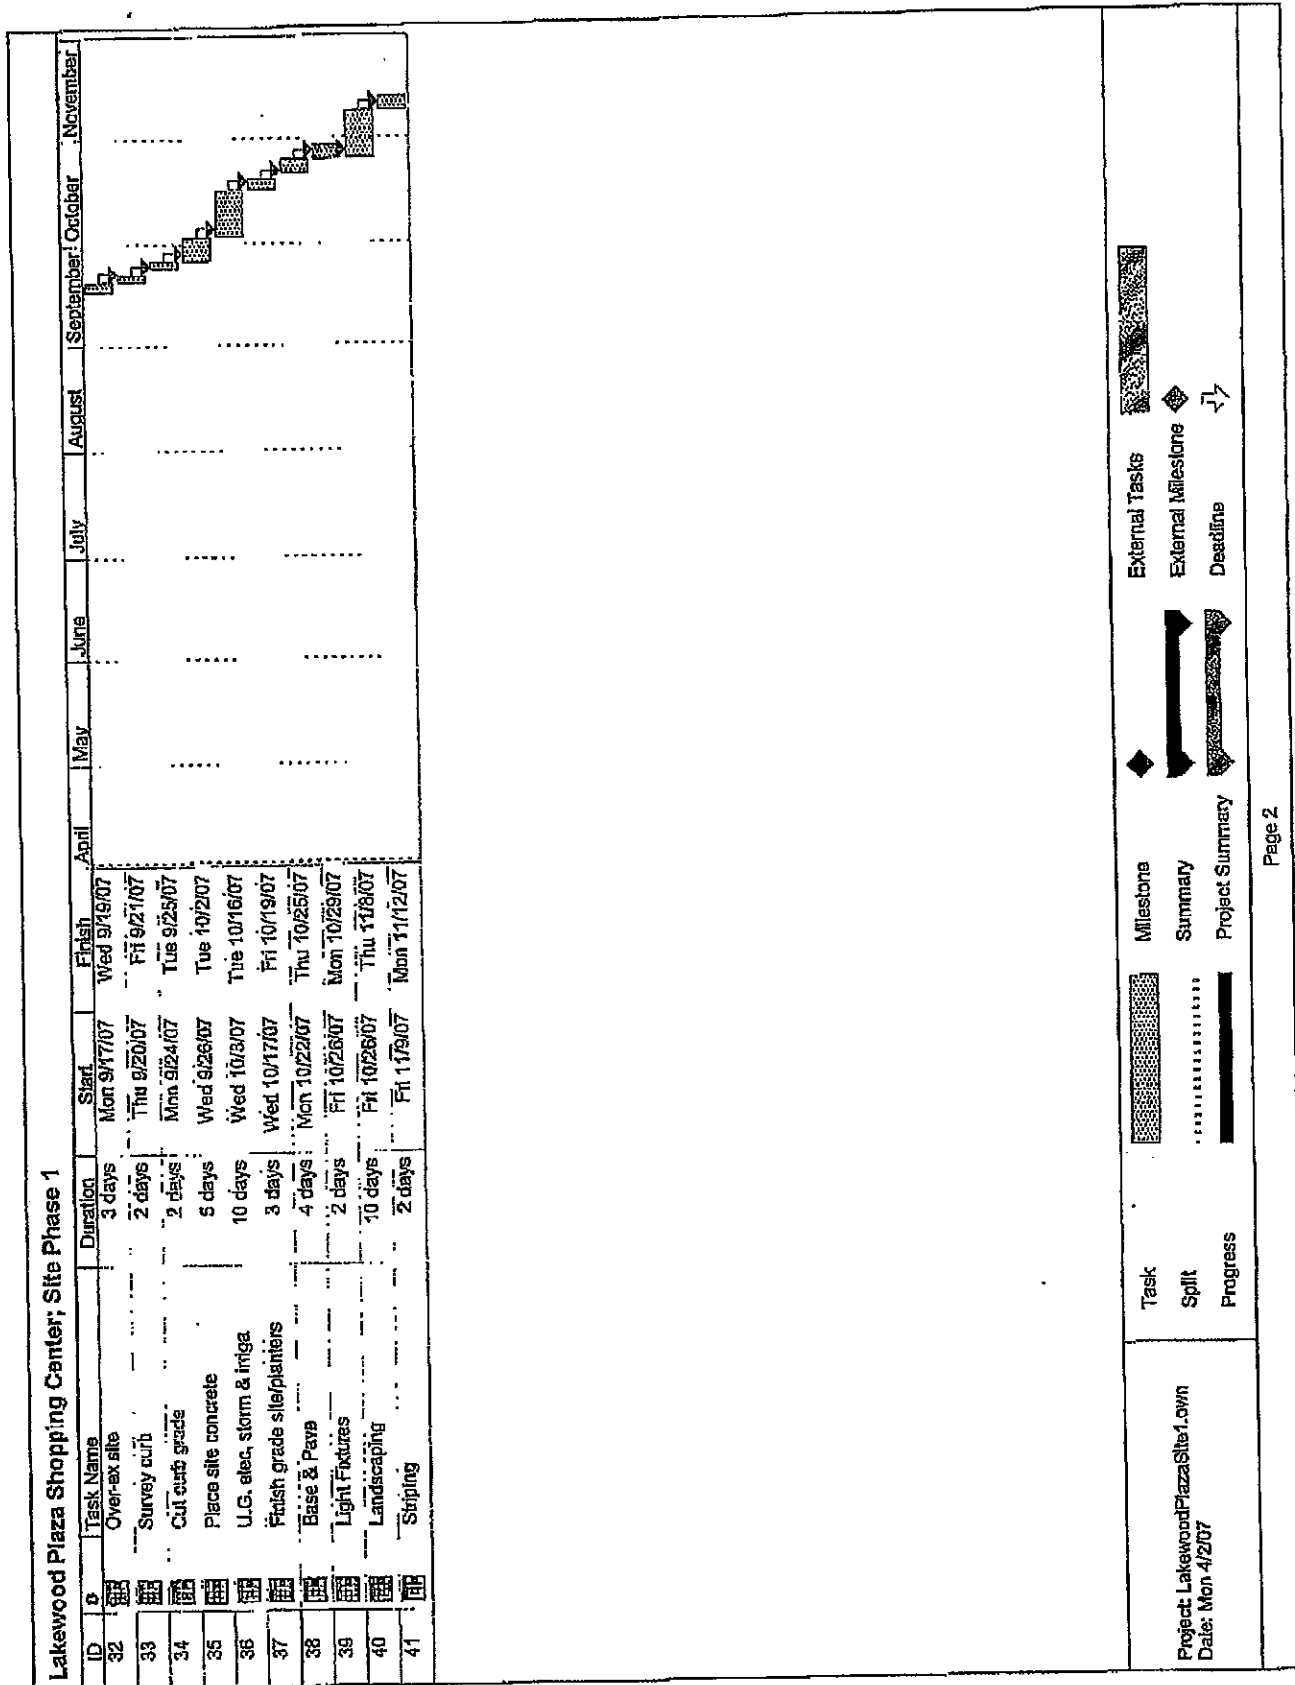 Lakewood Plaza Shopping Center; Site Phase 1
ID Task Name Duration Start Finish April May June July August September October November
32 Over-ex site 3 days Mon 9/17/07 Wed 9/19/07
33 Survey curb 2 days Thu 9/20/07 Fri 9/21/07
34 Cut curb grade 2 days Mon 9/24/07 Tue 9/25/07
35 Place site concrete 5 days Wed 9/26/07 Tue 10/2/07
36 U.G. elec, storm & irriga 10 days Wed 10/3/07 Tue 10/16/07
37 Finish grade site/planters 3 days Wed 10/17/07 Fri 10/19/07
38 Base & Pave 4 days Mon 10/22/07 Thu 10/25/07
39 Light Fixtures 2 days Fri 10/26/07 Mon 10/29/07
40 Landscaping 10 days Fri 10/26/07 Thu 11/8/07
41 Striping 2 days Fri 11/9/07 Mon 11/12/07
Project: LakewoodPlazaSite1.own
Date: Mon 4/2/07
Task Milestone External Tasks
Split Summary External Milestone
Progress Project Summary Deadline
Page 2